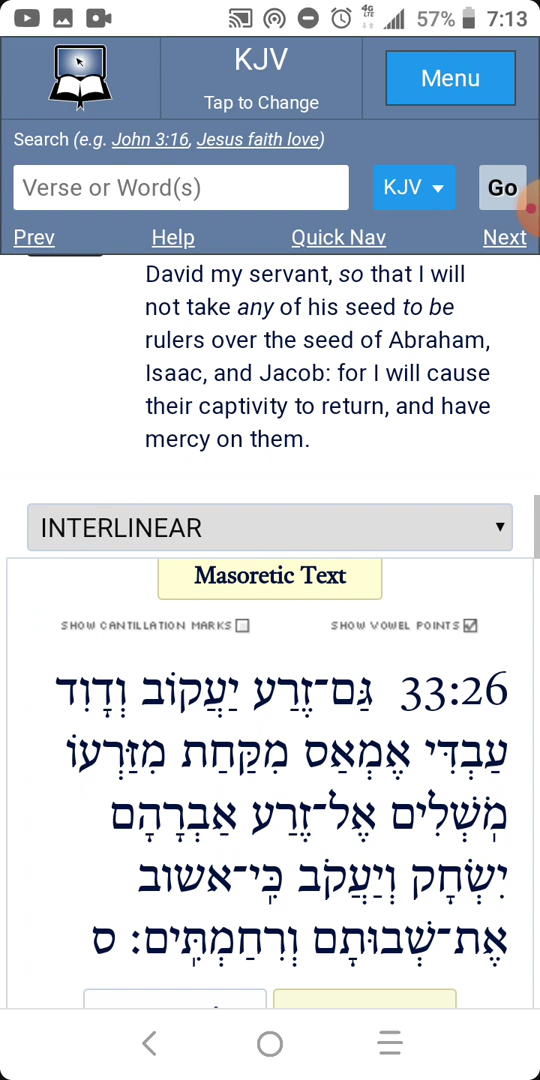 4G
LTE
57% 7:13
KJV
Menu
Tap to Change
Search (e.g. John 3:16, Jesus faith love)
Verse or Word(s)
KJV
Go
Prev Help Quick Nav Next
David my servant, so that I will
not take any of his seed to be
rulers over the seed of Abraham,
Isaac, and Jacob: for I will cause
their captivity to return, and have
mercy on them.
INTERLINEAR
Masoretic Text
SHOW CANTILLATION MARKS SHOW VOWEL POINTS
33:26 גַּם־זֶרַע יַעֲקוֹב וְדָוִד
עַבְדִּי אֶמְאַס מִקַּחַת מִזַּרְעוֹ
מֹשְׁלִים אֶל־זֶרַע אַבְרָהָם
יִשְׂחָק וְיַעֲקֹב כִּי־אשוב
אֶת־שְׁבוּתָם וְרִחַמְתִּים׃ ס